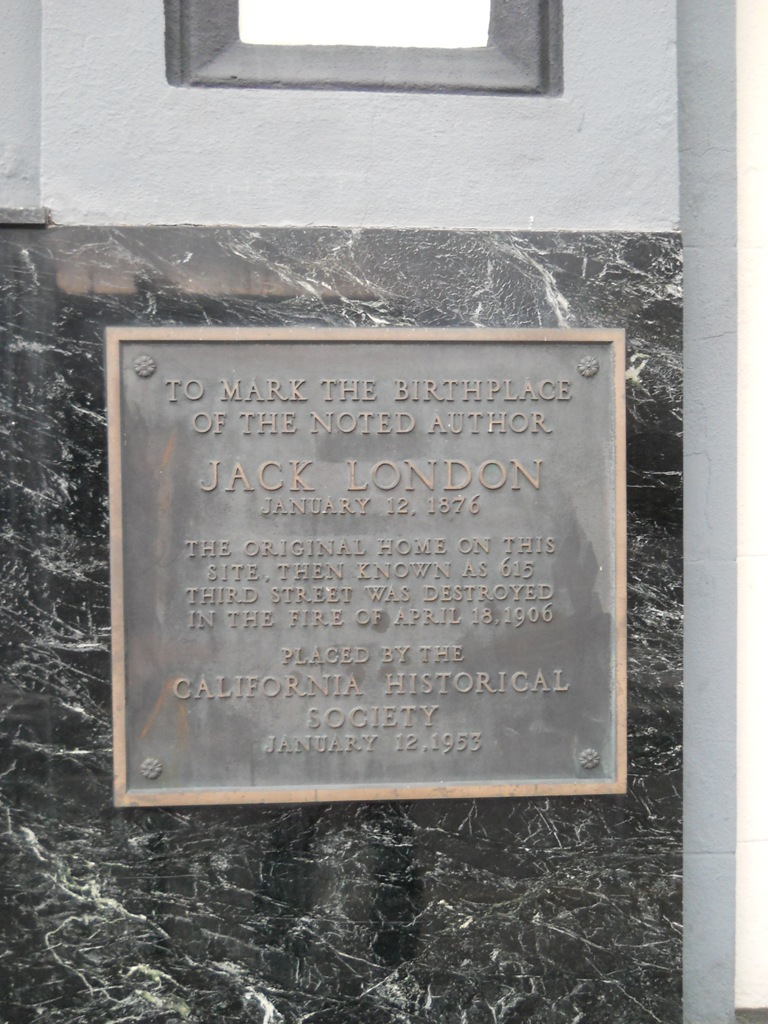 TO MARK THE BIRTHPLACE
OF THE NOTED AUTHOR
JACK LONDON
JANUARY 12, 1876
THE ORIGINAL HOME ON THIS
SITE, THEN KNOWN AS 615
THIRD STREET WAS DESTROYED
IN THE FIRE OF APRIL 18, 1906
PLACED BY THE
CALIFORNIA HISTORICAL
SOCIETY
JANUARY 12, 1953